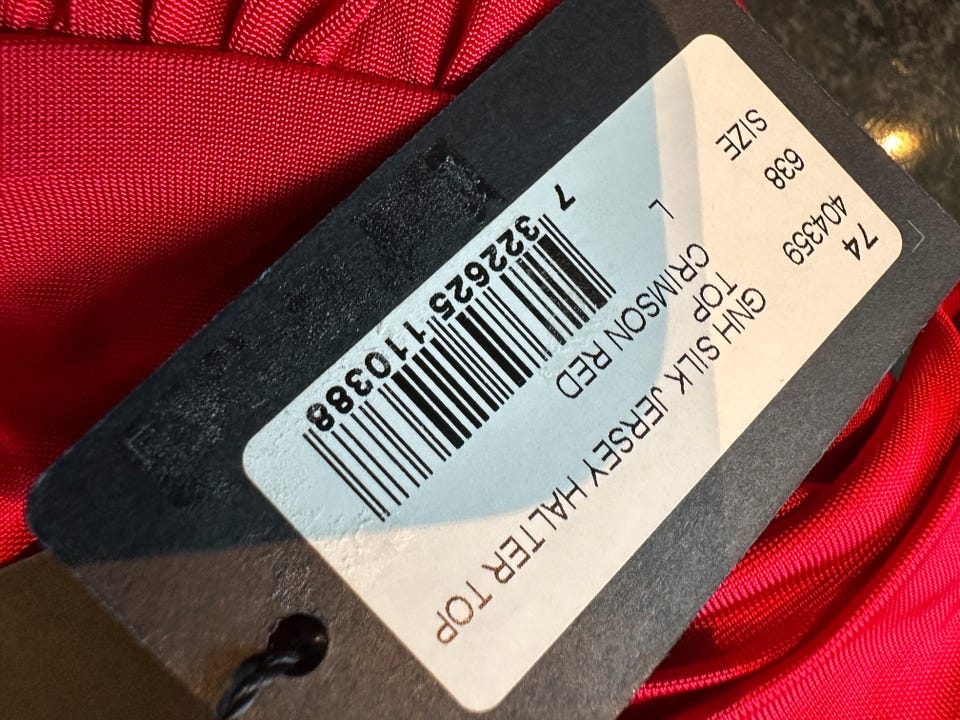 74 GNH SILK JERSEY HALTER TOP
404359 TOP
638 CRIMSON RED
SIZE L
7 322625 110388